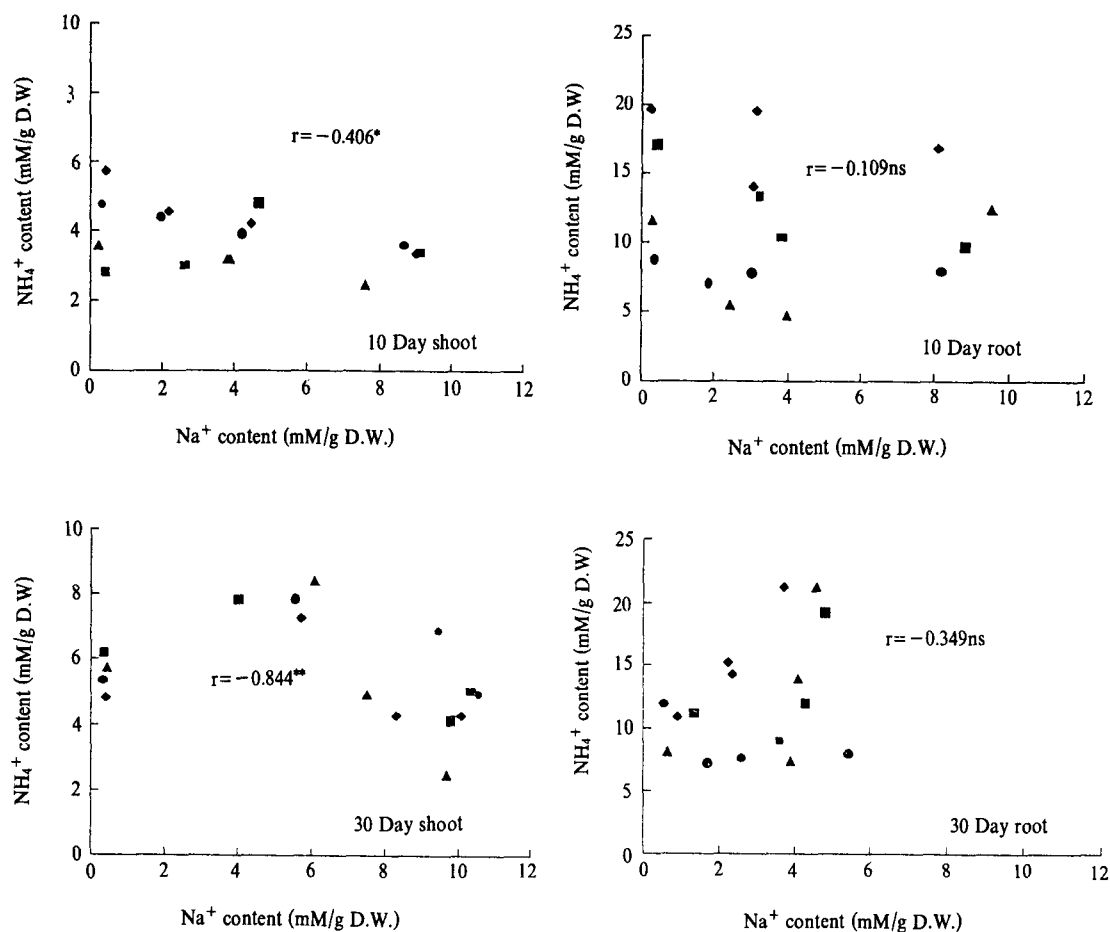 10
3
6
4
2
0
0 2 4 6 8 10 12
NH₄⁺ content (mM/g D.W)
r=−0.406*
10 Day shoot
Na⁺ content (mM/g D.W.)
25
20
15
10
5
0
0 2 4 6 8 10 12
NH₄⁺ content (mM/g D.W)
r=−0.109ns
10 Day root
Na⁺ content (mM/g D.W.)
10
8
6
4
2
0
0 2 4 6 8 10 12
NH₄⁺ content (mM/g D.W)
r=−0.844**
30 Day shoot
Na⁺ content (mM/g D.W.)
25
20
15
10
5
0
0 2 4 6 8 10 12
NH₄⁺ content (mM/g D.W)
r=−0.349ns
30 Day root
Na⁺ content (mM/g D.W.)